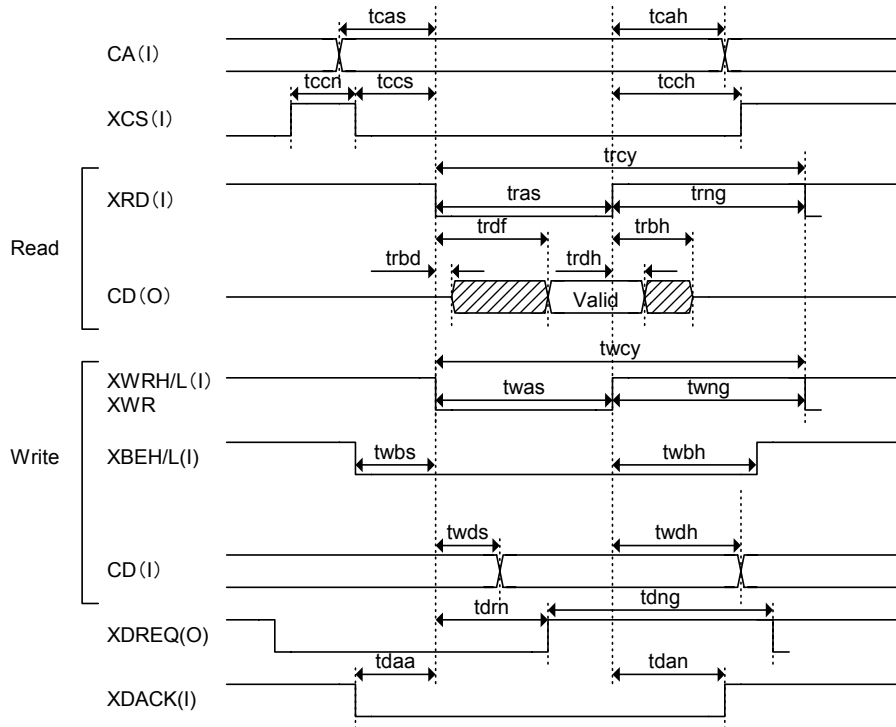 tcas tcah
CA(I)
tccn tccs tcch
XCS(I)
trcy
XRD(I) tras trng
Read
trdf trbh
trbd trdh
CD(O) Valid
twcy
XWRH/L(I)
XWR twas twng
Write
XBEH/L(I) twbs twbh
twds twdh
CD(I)
tdrn tdng
XDREQ(O)
tdaa tdan
XDACK(I)